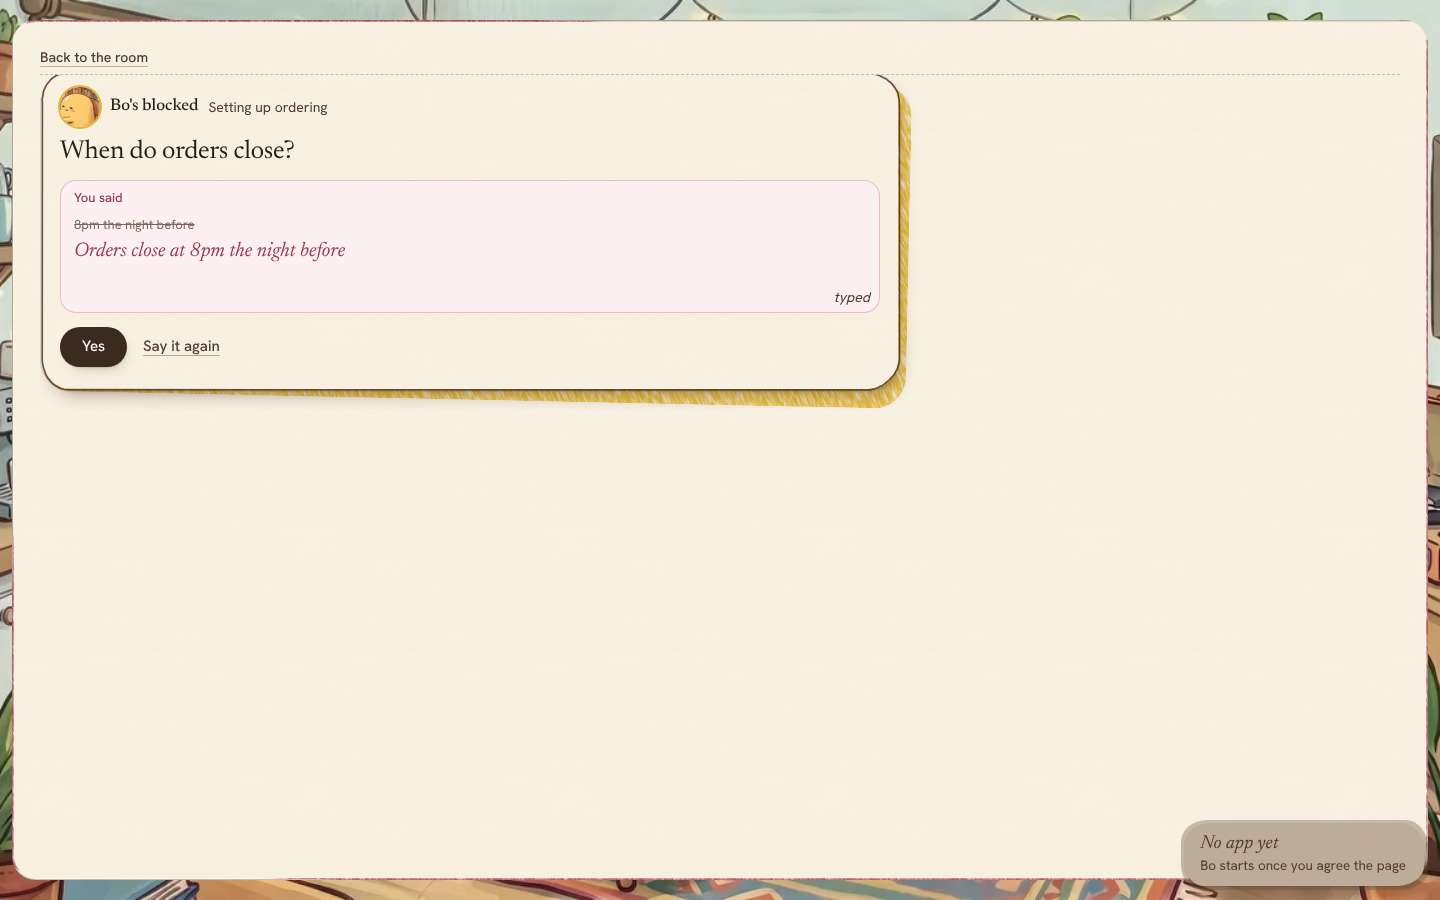 Back to the room
Bo's blocked Setting up ordering
When do orders close?
You said
8pm the night before
Orders close at 8pm the night before
typed
Yes Say it again
No app yet
Bo starts once you agree the page